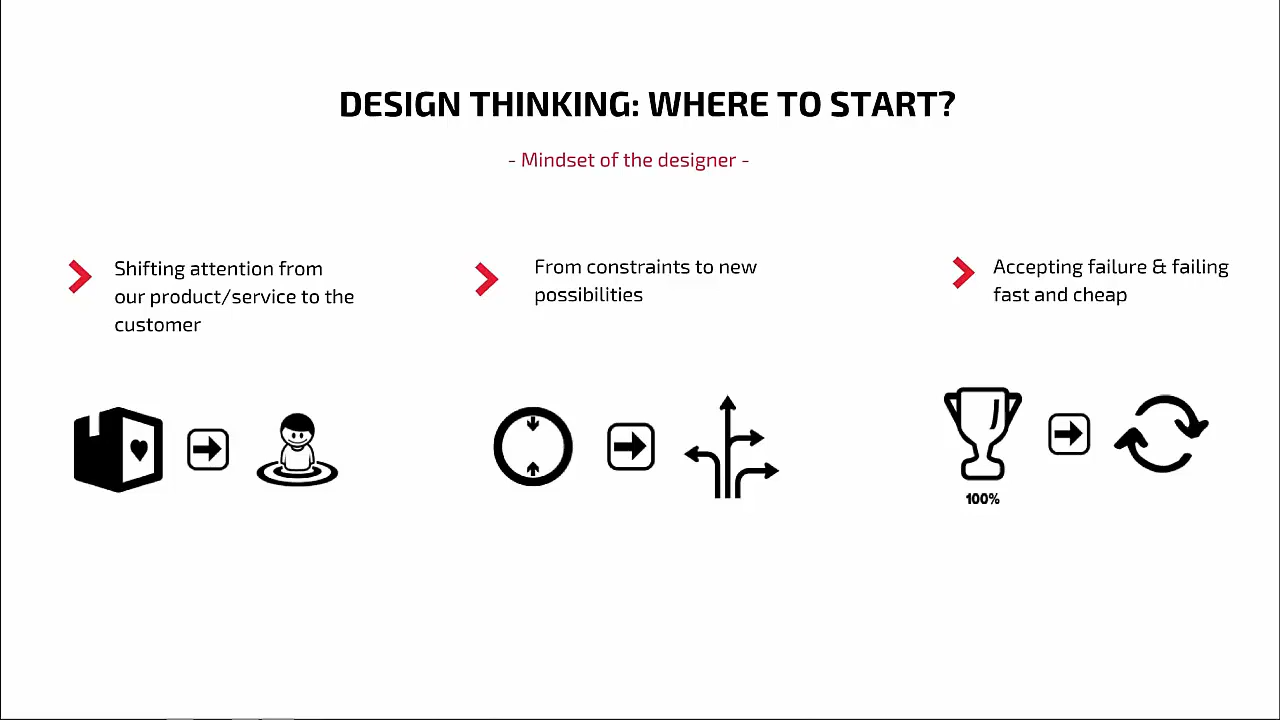 DESIGN THINKING: WHERE TO START?
- Mindset of the designer -
Shifting attention from
our product/service to the
customer
From constraints to new
possibilities
Accepting failure & failing
fast and cheap
100%